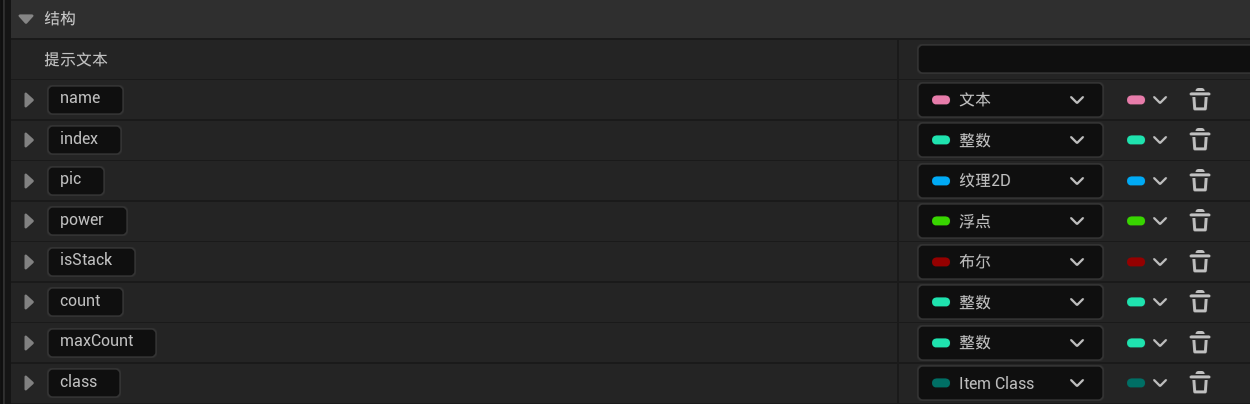 结构
提示文本
name 文本
index 整数
pic 纹理2D
power 浮点
isStack 布尔
count 整数
maxCount 整数
class Item Class